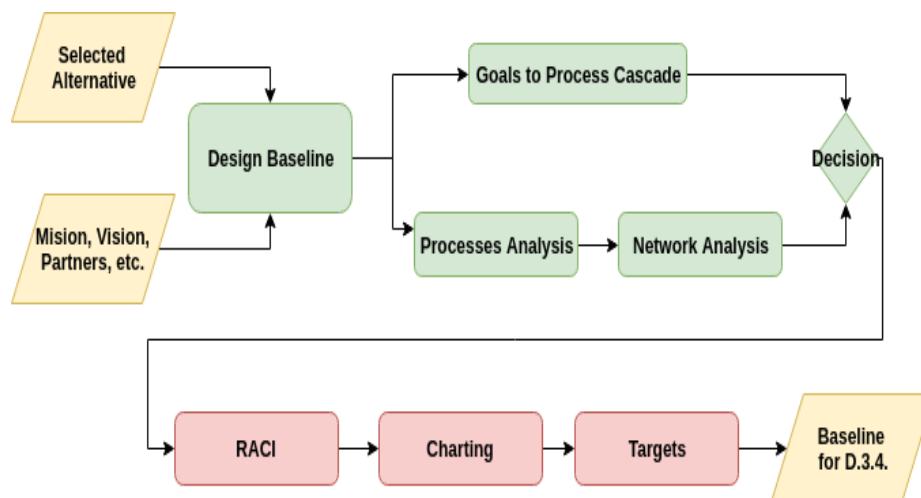 Selected
Alternative
Goals to Process Cascade
Design Baseline
Decision
Mision, Vision,
Partners, etc.
Processes Analysis
Network Analysis
RACI
Charting
Targets
Baseline
for D.3.4.